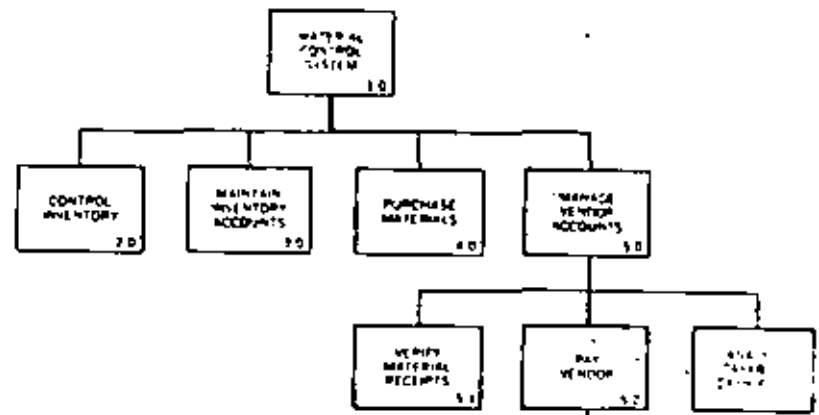 MATERIAL
CONTROL
SYSTEM
1.0
CONTROL
INVENTORY
2.0
MAINTAIN
INVENTORY
ACCOUNTS
3.0
PURCHASE
MATERIALS
4.0
MANAGE
VENDOR
ACCOUNTS
5.0
VERIFY
MATERIAL
RECEIPTS
5.1
PAY
VENDOR
5.2